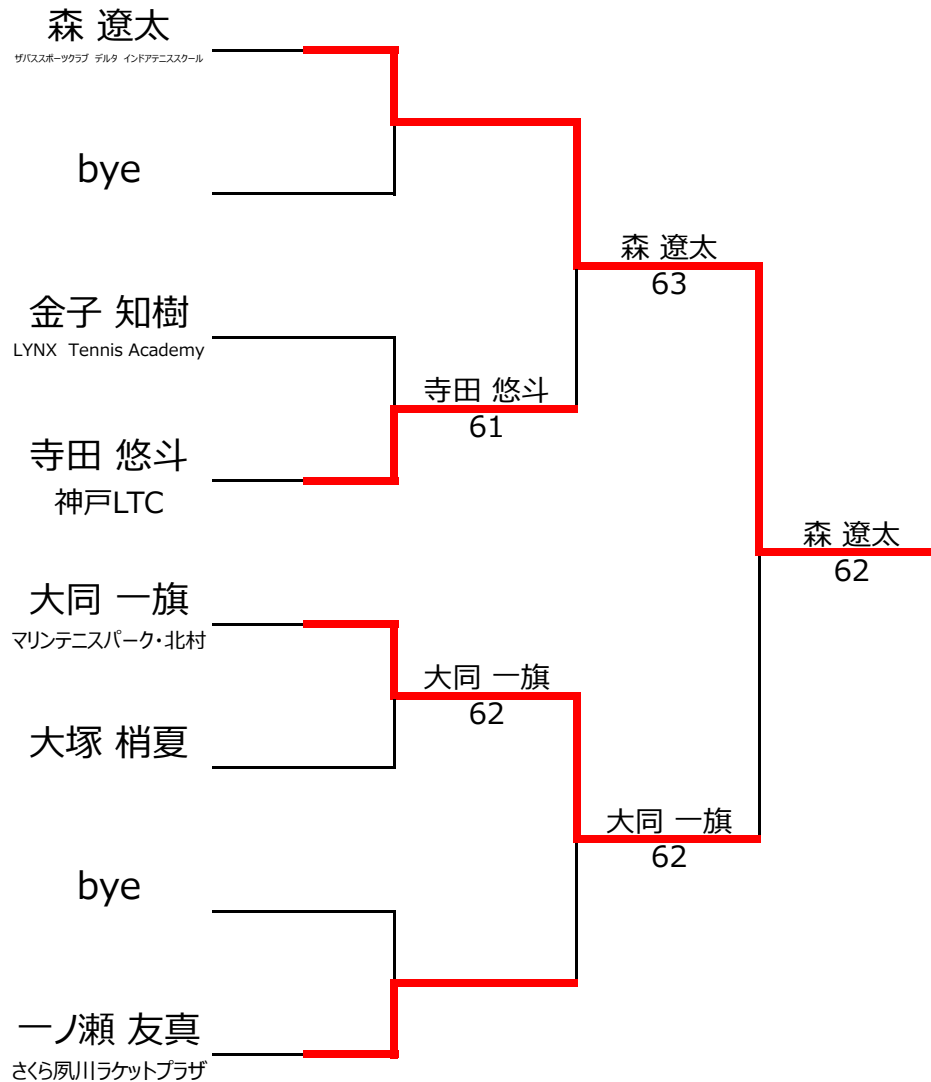 森 遼太
ザバススポーツクラブ デルタ インドアテニススクール
bye
森 遼太
63
金子 知樹
LYNX Tennis Academy
寺田 悠斗
61
寺田 悠斗
神戸LTC
森 遼太
62
大同 一旗
マリンテニスパーク・北村
大同 一旗
62
大塚 梢夏
大同 一旗
62
bye
一ノ瀬 友真
さくら夙川ラケットプラザ